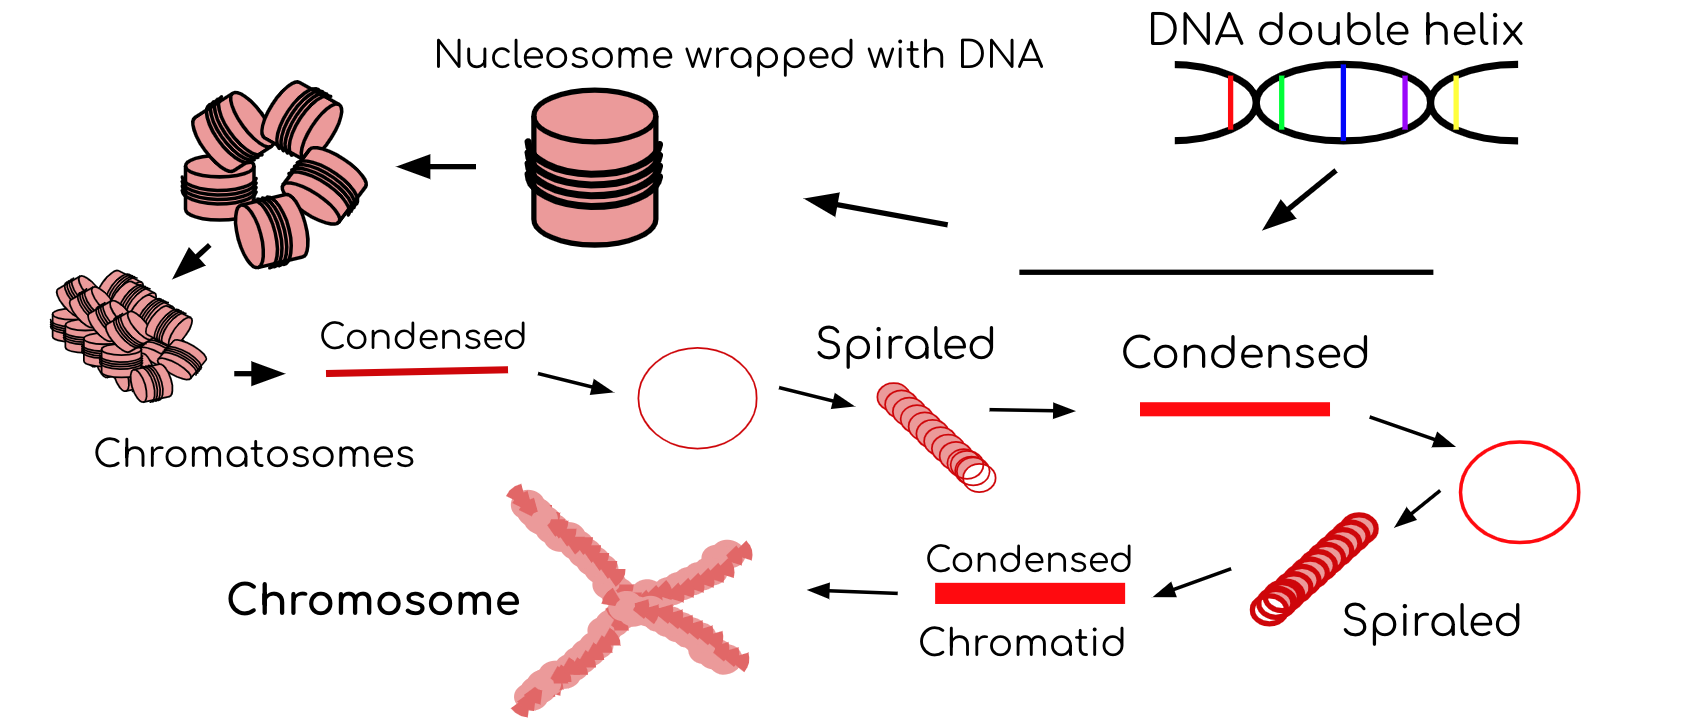 DNA double helix
Nucleosome wrapped with DNA
Condensed
Spiraled
Condensed
Chromatosomes
Spiraled
Condensed
Chromatid
Chromosome